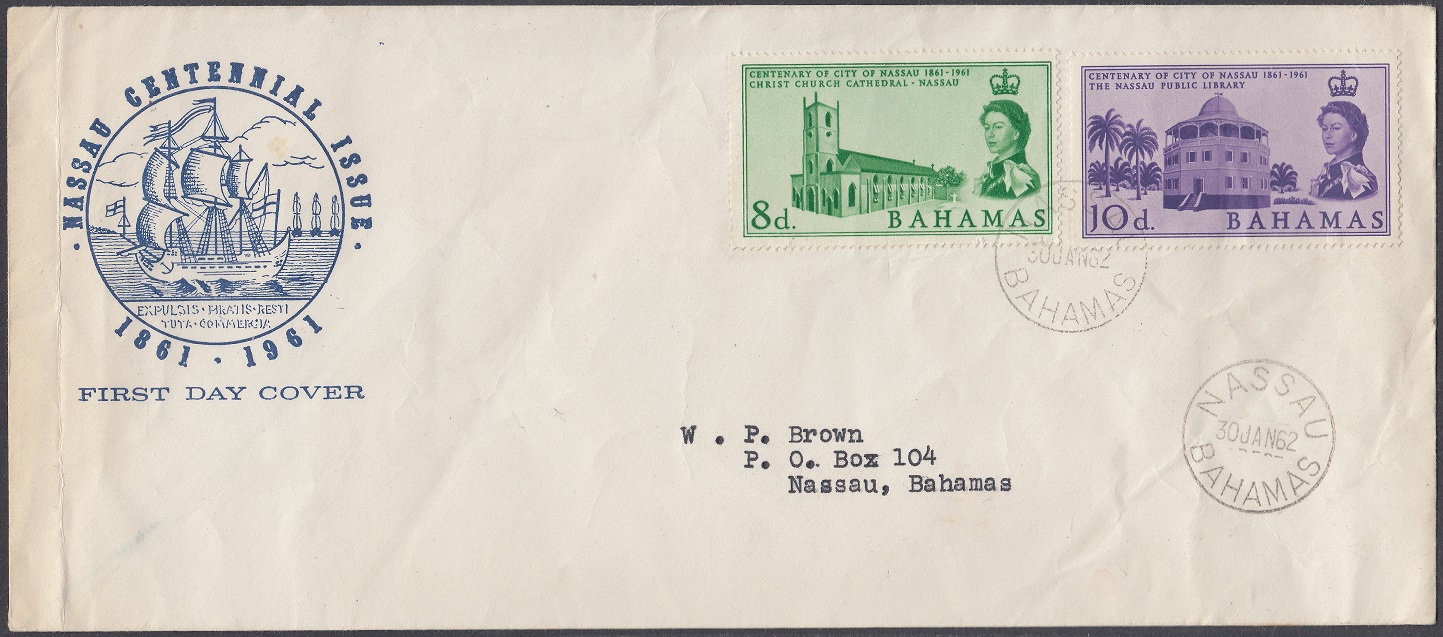 · NASSAU CENTENNIAL ISSUE ·
EXPULSIS · PIRATIS · RESTI
TUTA · COMMERCIA
1861 · 1961
FIRST DAY COVER
CENTENARY OF CITY OF NASSAU 1861-1961
CHRIST CHURCH CATHEDRAL - NASSAU
8d. BAHAMAS
CENTENARY OF CITY OF NASSAU 1861-1961
THE NASSAU PUBLIC LIBRARY
10d. BAHAMAS
NASSAU
30JAN62
BAHAMAS
W . P. Brown
P. O. Box 104
Nassau, Bahamas
NASSAU
30JAN62
BAHAMAS